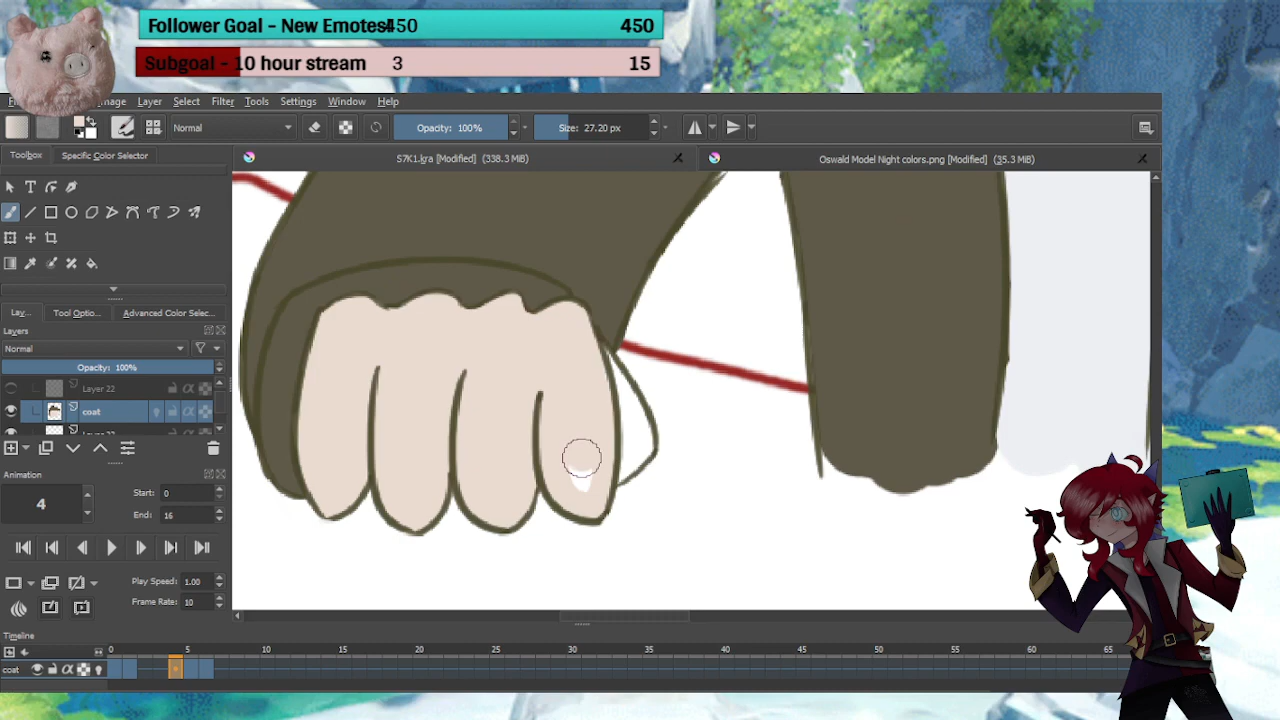 Follower Goal - New Emotes! 450 450
Subgoal - 10 hour stream 3 15
Image Layer Select Filter Tools Settings Window Help
Normal Opacity: 100% Size: 27.20 px
Toolbox Specific Color Selector
S7K1.kra [Modified] (338.3 MiB) Oswald Model Night colors.png [Modified] (35.3 MiB)
Lay... Tool Optio... Advanced Color Selec...
Layers
Normal
Opacity: 100%
Layer 22
coat
Animation
4 Start: 0
End: 16
Play Speed: 1.00
Frame Rate: 10
Timeline
0 5 10 15 20 25 30 35 40 45 50 55 60 65
coat